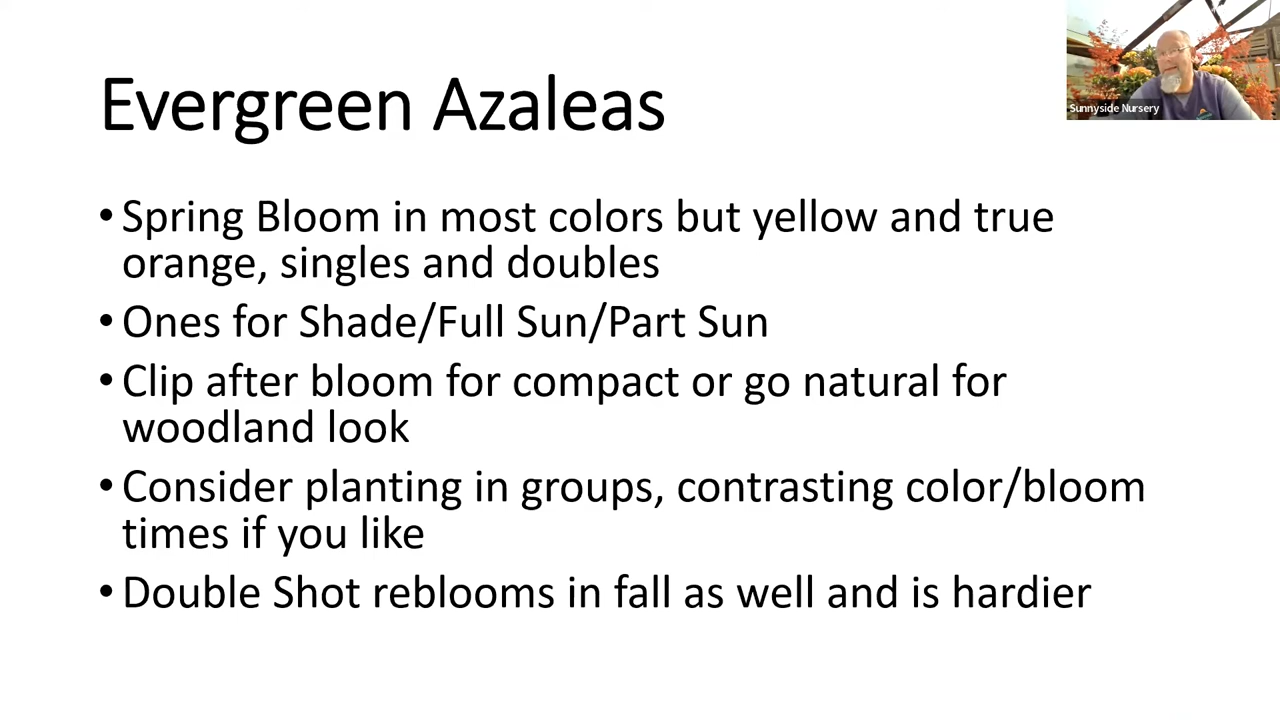 Sunnyside Nursery
Evergreen Azaleas
•Spring Bloom in most colors but yellow and true
orange, singles and doubles
•Ones for Shade/Full Sun/Part Sun
•Clip after bloom for compact or go natural for
woodland look
•Consider planting in groups, contrasting color/bloom
times if you like
•Double Shot reblooms in fall as well and is hardier